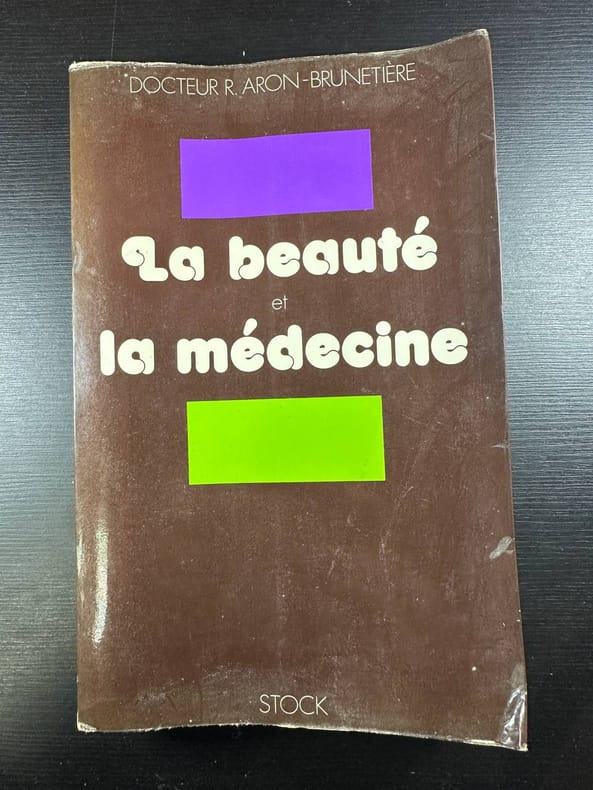 DOCTEUR R. ARON-BRUNETIÈRE
La beauté
et
la médecine
STOCK